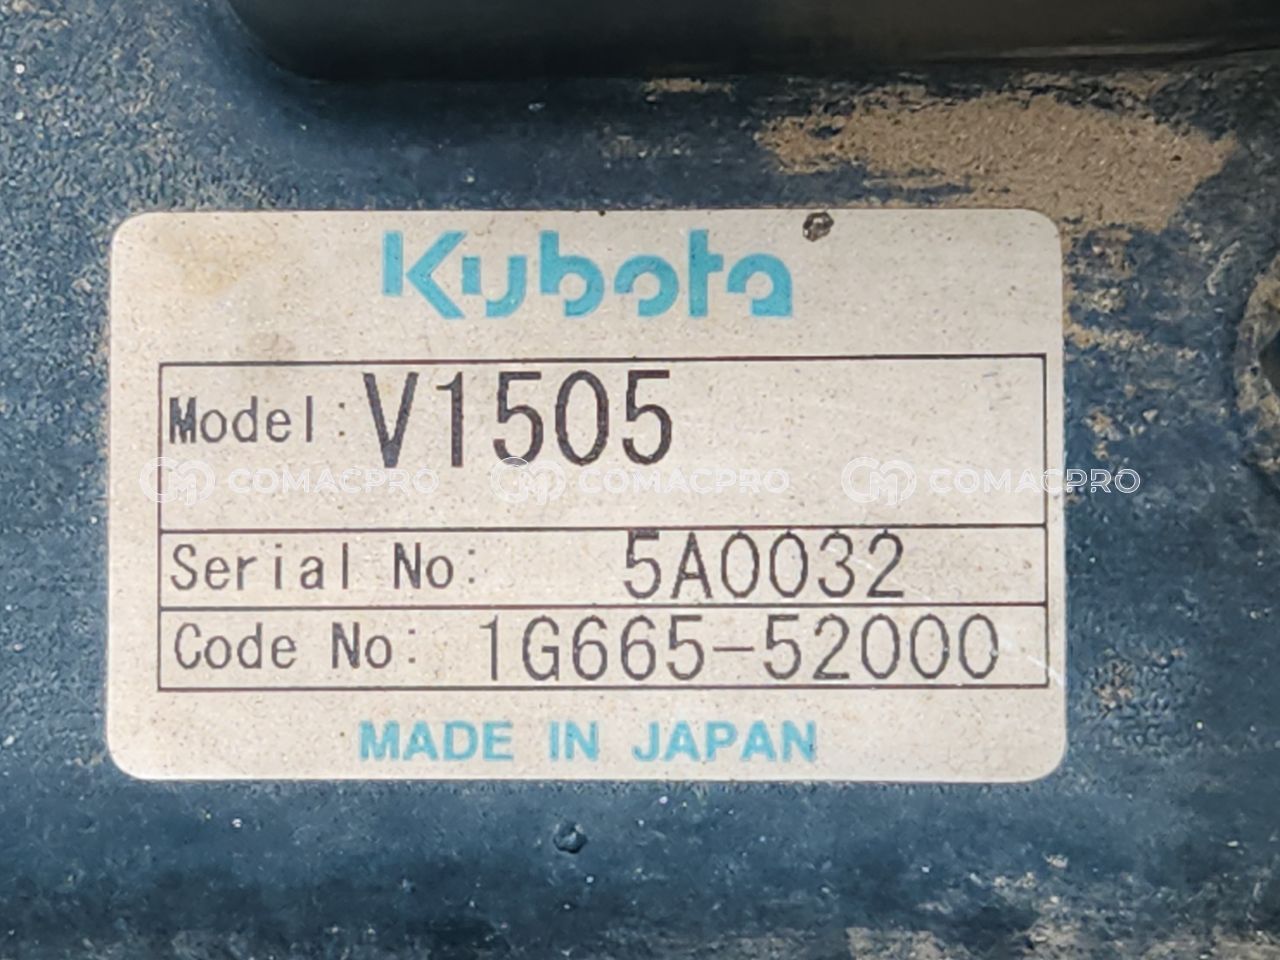 Kubota
Model: V1505
COMACPRO COMACPRO COMACPRO
Serial No: 5A0032
Code No: 1G665-52000
MADE IN JAPAN